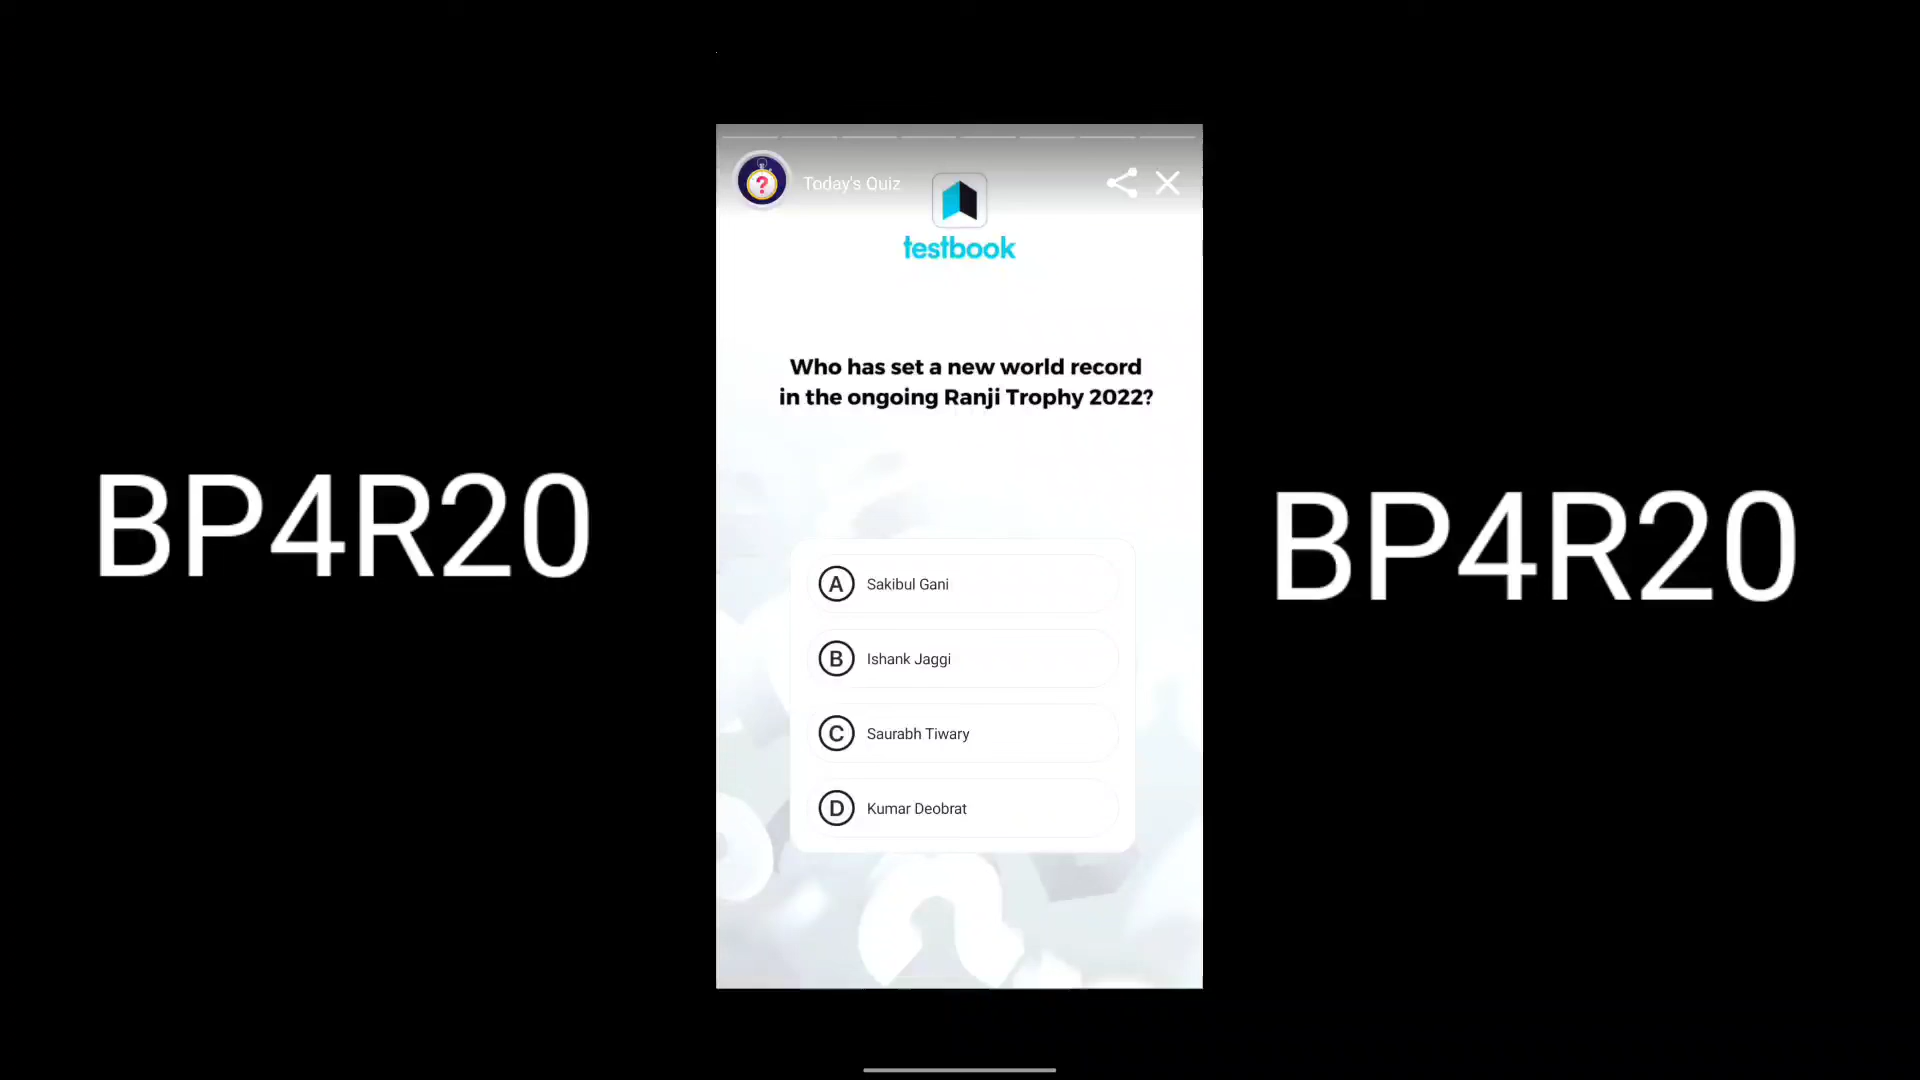 Today's Quiz
testbook
Who has set a new world record
in the ongoing Ranji Trophy 2022?
BP4R20
BP4R20
A Sakibul Gani
B Ishank Jaggi
C Saurabh Tiwary
D Kumar Deobrat